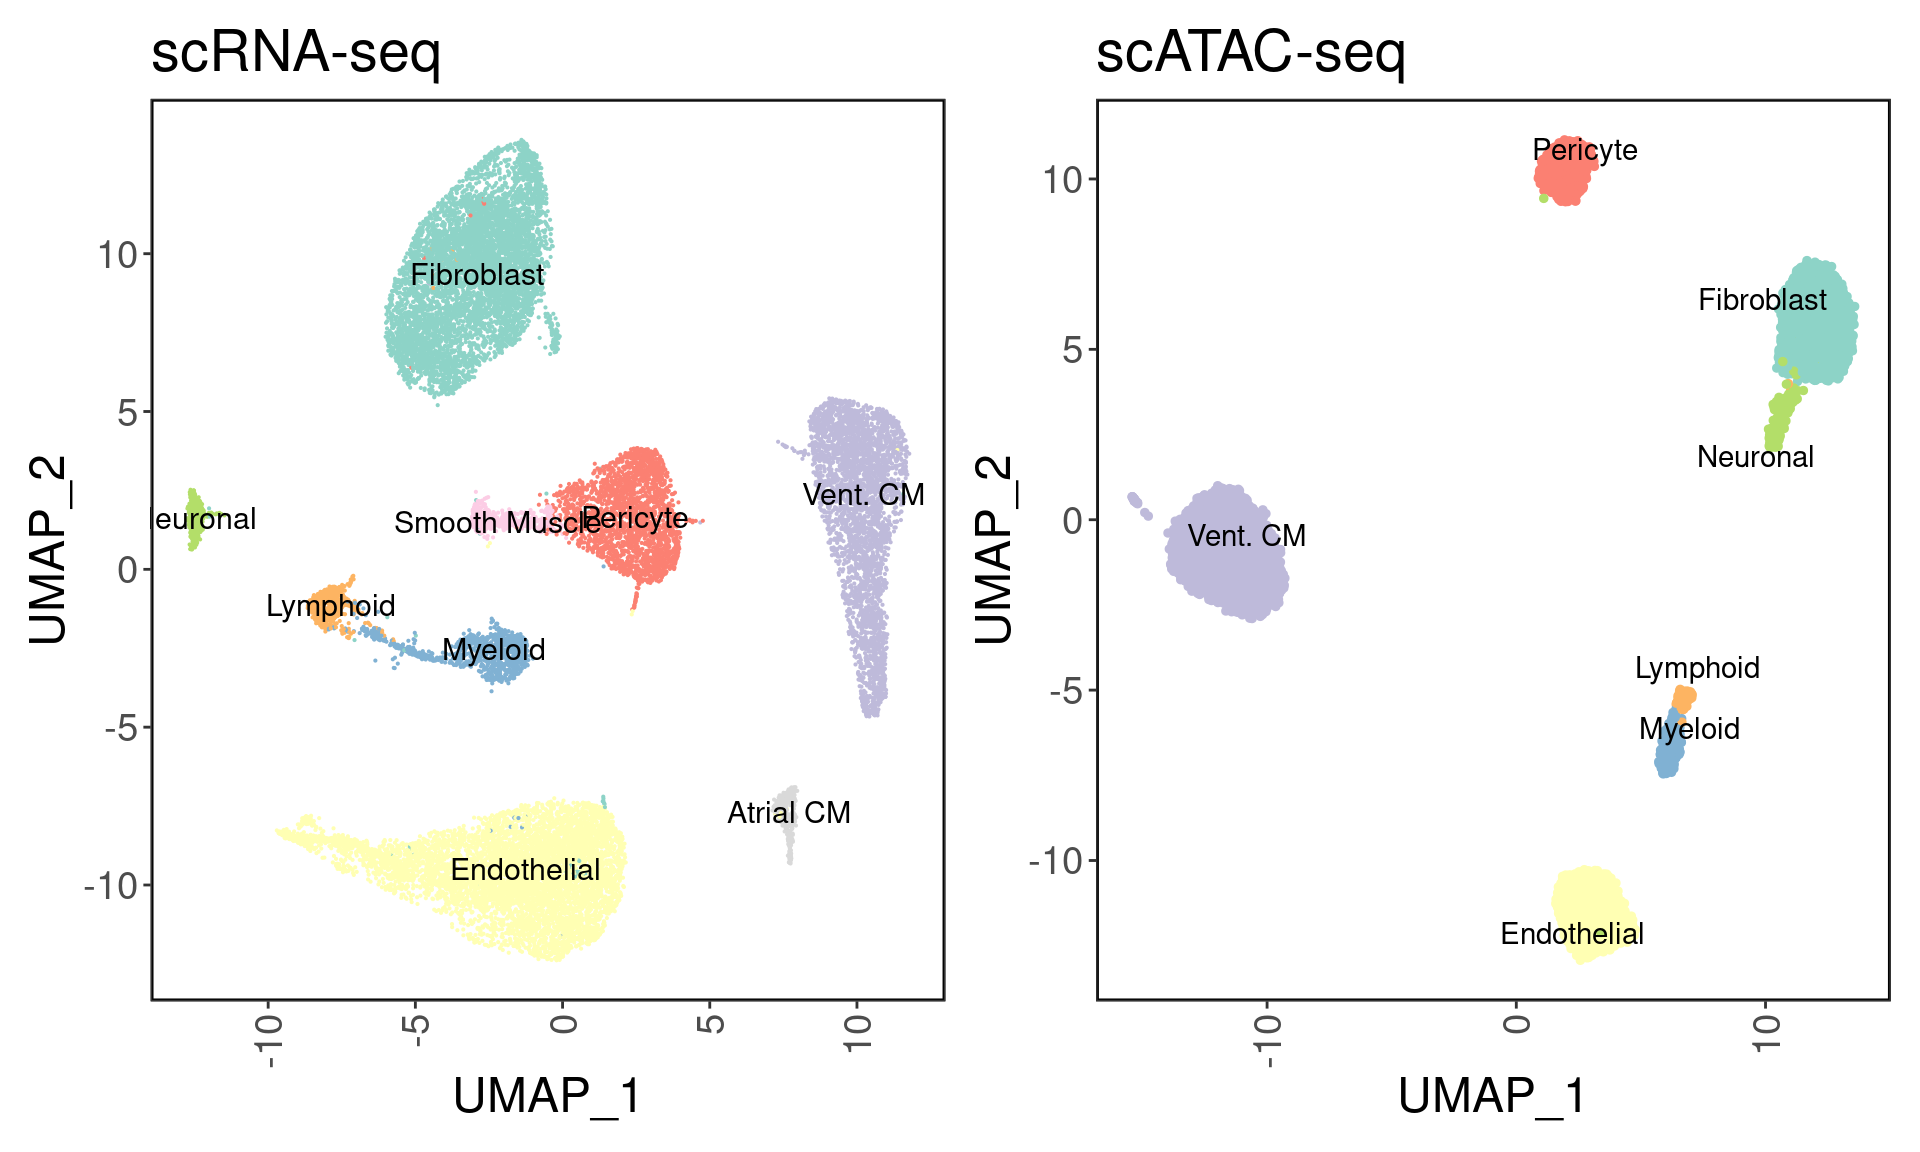 scRNA-seq
UMAP_2
10
5
0
-5
-10
Fibroblast
Vent. CM
leuronal
Smooth Muscle
Pericyte
Lymphoid
Myeloid
Atrial CM
Endothelial
-10
-5
0
5
10
UMAP_1
scATAC-seq
UMAP_2
10
5
0
-5
-10
Pericyte
Fibroblast
Neuronal
Vent. CM
Lymphoid
Myeloid
Endothelial
-10
0
10
UMAP_1